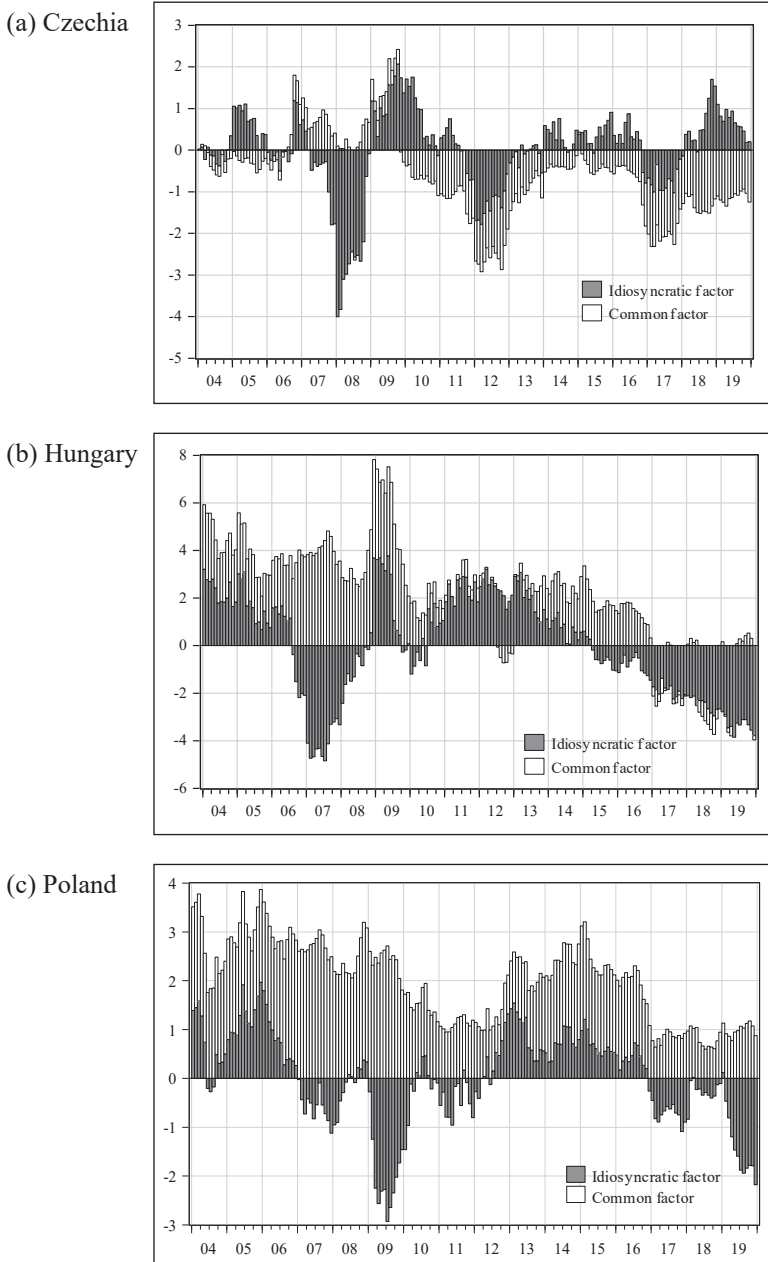 (a) Czechia
3
2
1
0
-1
-2
-3
-4
-5
Idiosyncratic factor
Common factor
04 05 06 07 08 09 10 11 12 13 14 15 16 17 18 19
(b) Hungary
8
6
4
2
0
-2
-4
-6
Idiosyncratic factor
Common factor
04 05 06 07 08 09 10 11 12 13 14 15 16 17 18 19
(c) Poland
4
3
2
1
0
-1
-2
-3
Idiosyncratic factor
Common factor
04 05 06 07 08 09 10 11 12 13 14 15 16 17 18 19